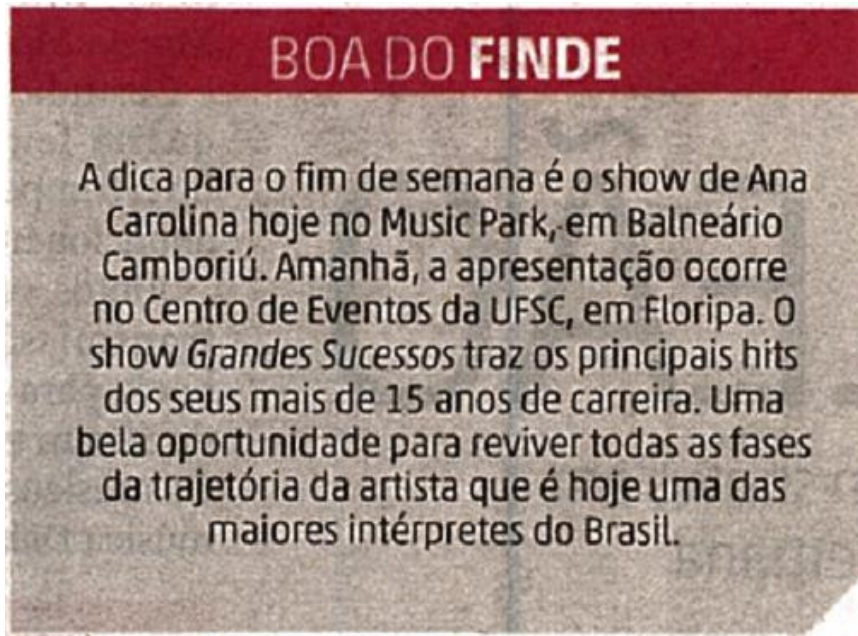 BOA DO FINDE
A dica para o fim de semana é o show de Ana
Carolina hoje no Music Park, em Balneário
Camboriú. Amanhã, a apresentação ocorre
no Centro de Eventos da UFSC, em Floripa. O
show Grandes Sucessos traz os principais hits
dos seus mais de 15 anos de carreira. Uma
bela oportunidade para reviver todas as fases
da trajetória da artista que é hoje uma das
maiores intérpretes do Brasil.